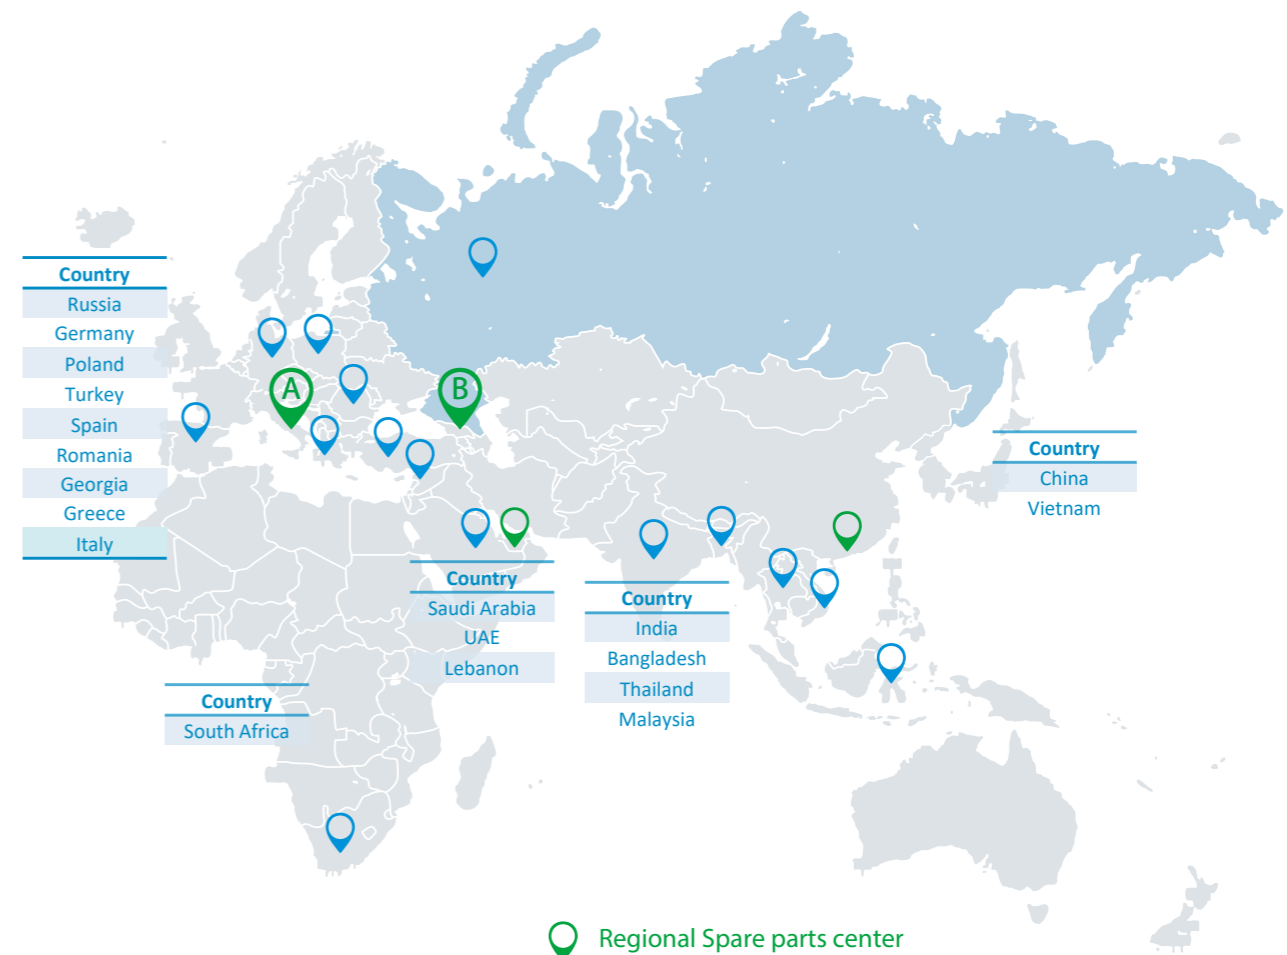 Country
Russia
Germany
Poland
Turkey
Spain
Romania
Georgia
Greece
Italy
A
B
Country
China
Vietnam
Country
Saudi Arabia
UAE
Lebanon
Country
India
Bangladesh
Thailand
Malaysia
Country
South Africa
Regional Spare parts center